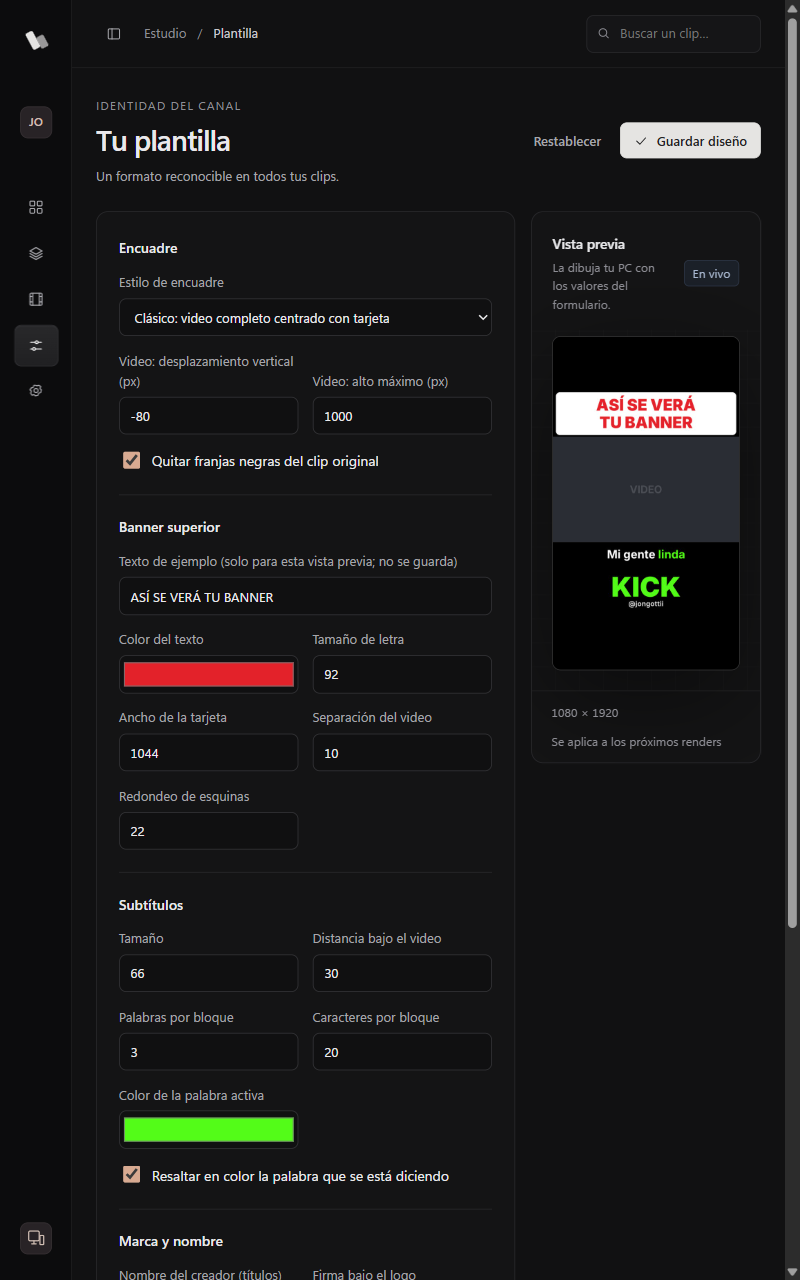 Estudio / Plantilla
Buscar un clip...
JO
IDENTIDAD DEL CANAL
Tu plantilla
Restablecer
Guardar diseño
Un formato reconocible en todos tus clips.
Encuadre
Estilo de encuadre
Clásico: video completo centrado con tarjeta
Video: desplazamiento vertical
(px)
Video: alto máximo (px)
-80
1000
Quitar franjas negras del clip original
Banner superior
Texto de ejemplo (solo para esta vista previa; no se guarda)
ASÍ SE VERÁ TU BANNER
Color del texto
Tamaño de letra
92
Ancho de la tarjeta
Separación del video
1044
10
Redondeo de esquinas
22
Subtítulos
Tamaño
Distancia bajo el video
66
30
Palabras por bloque
Caracteres por bloque
3
20
Color de la palabra activa
Resaltar en color la palabra que se está diciendo
Marca y nombre
Nombre del creador (títulos)
Firma bajo el logo
Vista previa
La dibuja tu PC con
los valores del
formulario.
En vivo
ASÍ SE VERÁ
TU BANNER
VIDEO
Mi gente linda
KICK
@jongottii
1080 × 1920
Se aplica a los próximos renders